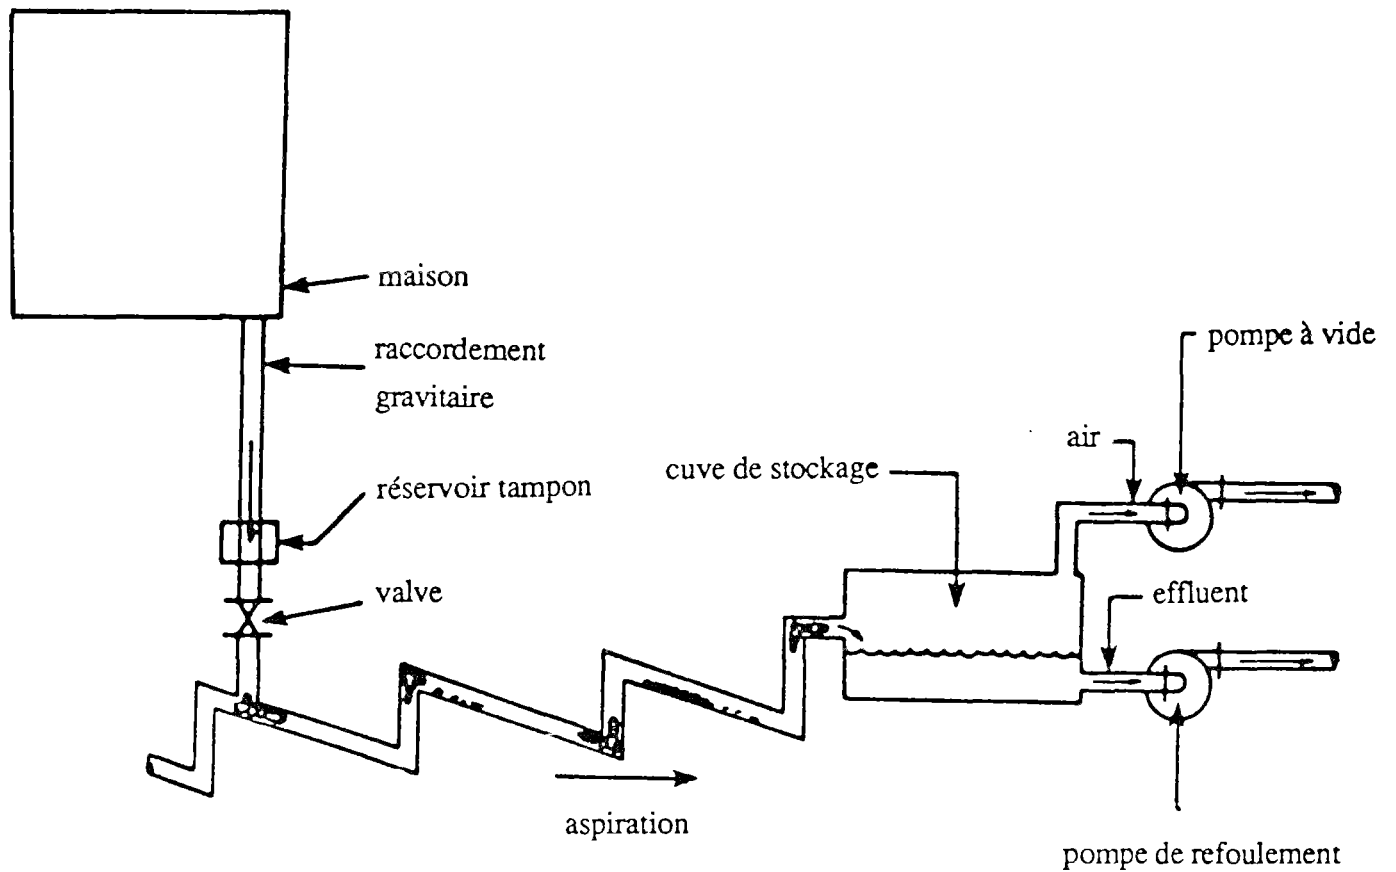 maison
raccordement
gravitaire
réservoir tampon
valve
aspiration
cuve de stockage
air
pompe à vide
effluent
pompe de refoulement